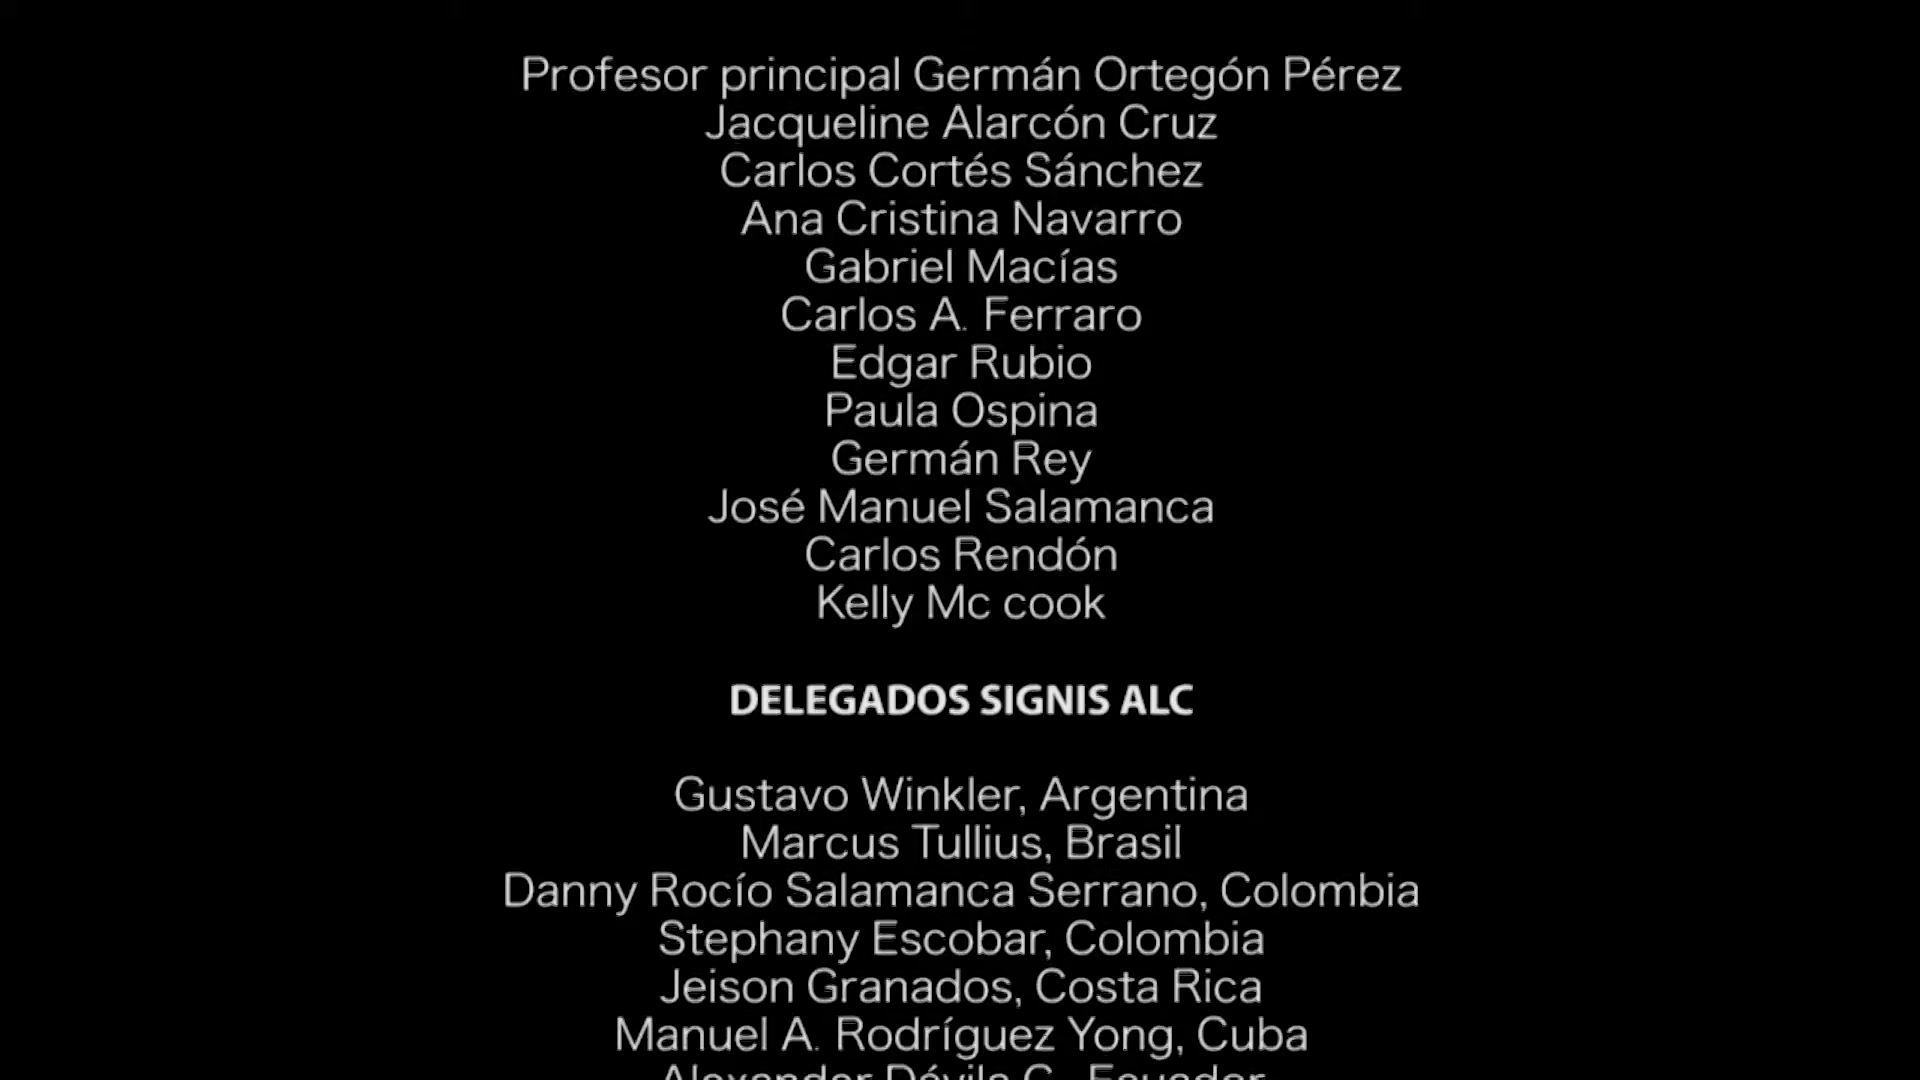 Profesor principal Germán Ortegón Pérez
Jacqueline Alarcón Cruz
Carlos Cortés Sánchez
Ana Cristina Navarro
Gabriel Macías
Carlos A. Ferraro
Edgar Rubio
Paula Ospina
Germán Rey
José Manuel Salamanca
Carlos Rendón
Kelly Mc cook
DELEGADOS SIGNIS ALC
Gustavo Winkler, Argentina
Marcus Tullius, Brasil
Danny Rocío Salamanca Serrano, Colombia
Stephany Escobar, Colombia
Jeison Granados, Costa Rica
Manuel A. Rodríguez Yong, Cuba
Alexander Dávila C., Ecuador